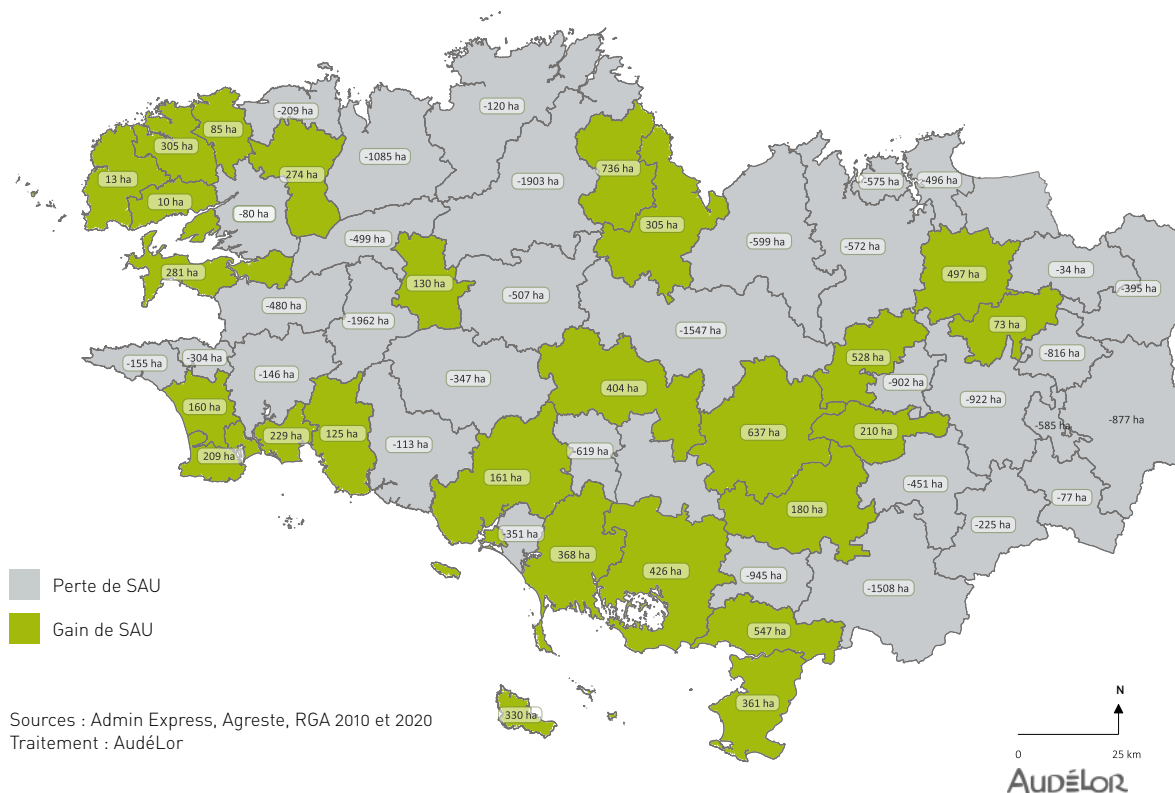 -120 ha
-209 ha
85 ha
305 ha
-1085 ha
736 ha
274 ha
13 ha
-1903 ha
-575 ha
-496 ha
10 ha
-80 ha
305 ha
-499 ha
-599 ha
-572 ha
281 ha
497 ha
-34 ha
130 ha
-507 ha
-395 ha
-480 ha
-1962 ha
-1547 ha
73 ha
-304 ha
-155 ha
528 ha
-816 ha
-146 ha
-347 ha
404 ha
-902 ha
-922 ha
160 ha
-877 ha
-585 ha
229 ha
125 ha
637 ha
210 ha
-113 ha
-619 ha
209 ha
161 ha
-451 ha
-77 ha
180 ha
-225 ha
-351 ha
368 ha
426 ha
-945 ha
-1508 ha
547 ha
361 ha
330 ha
Perte de SAU
Gain de SAU
Sources : Admin Express, Agreste, RGA 2010 et 2020
Traitement : AudéLor
N
0 25 km
AUDÉLOR